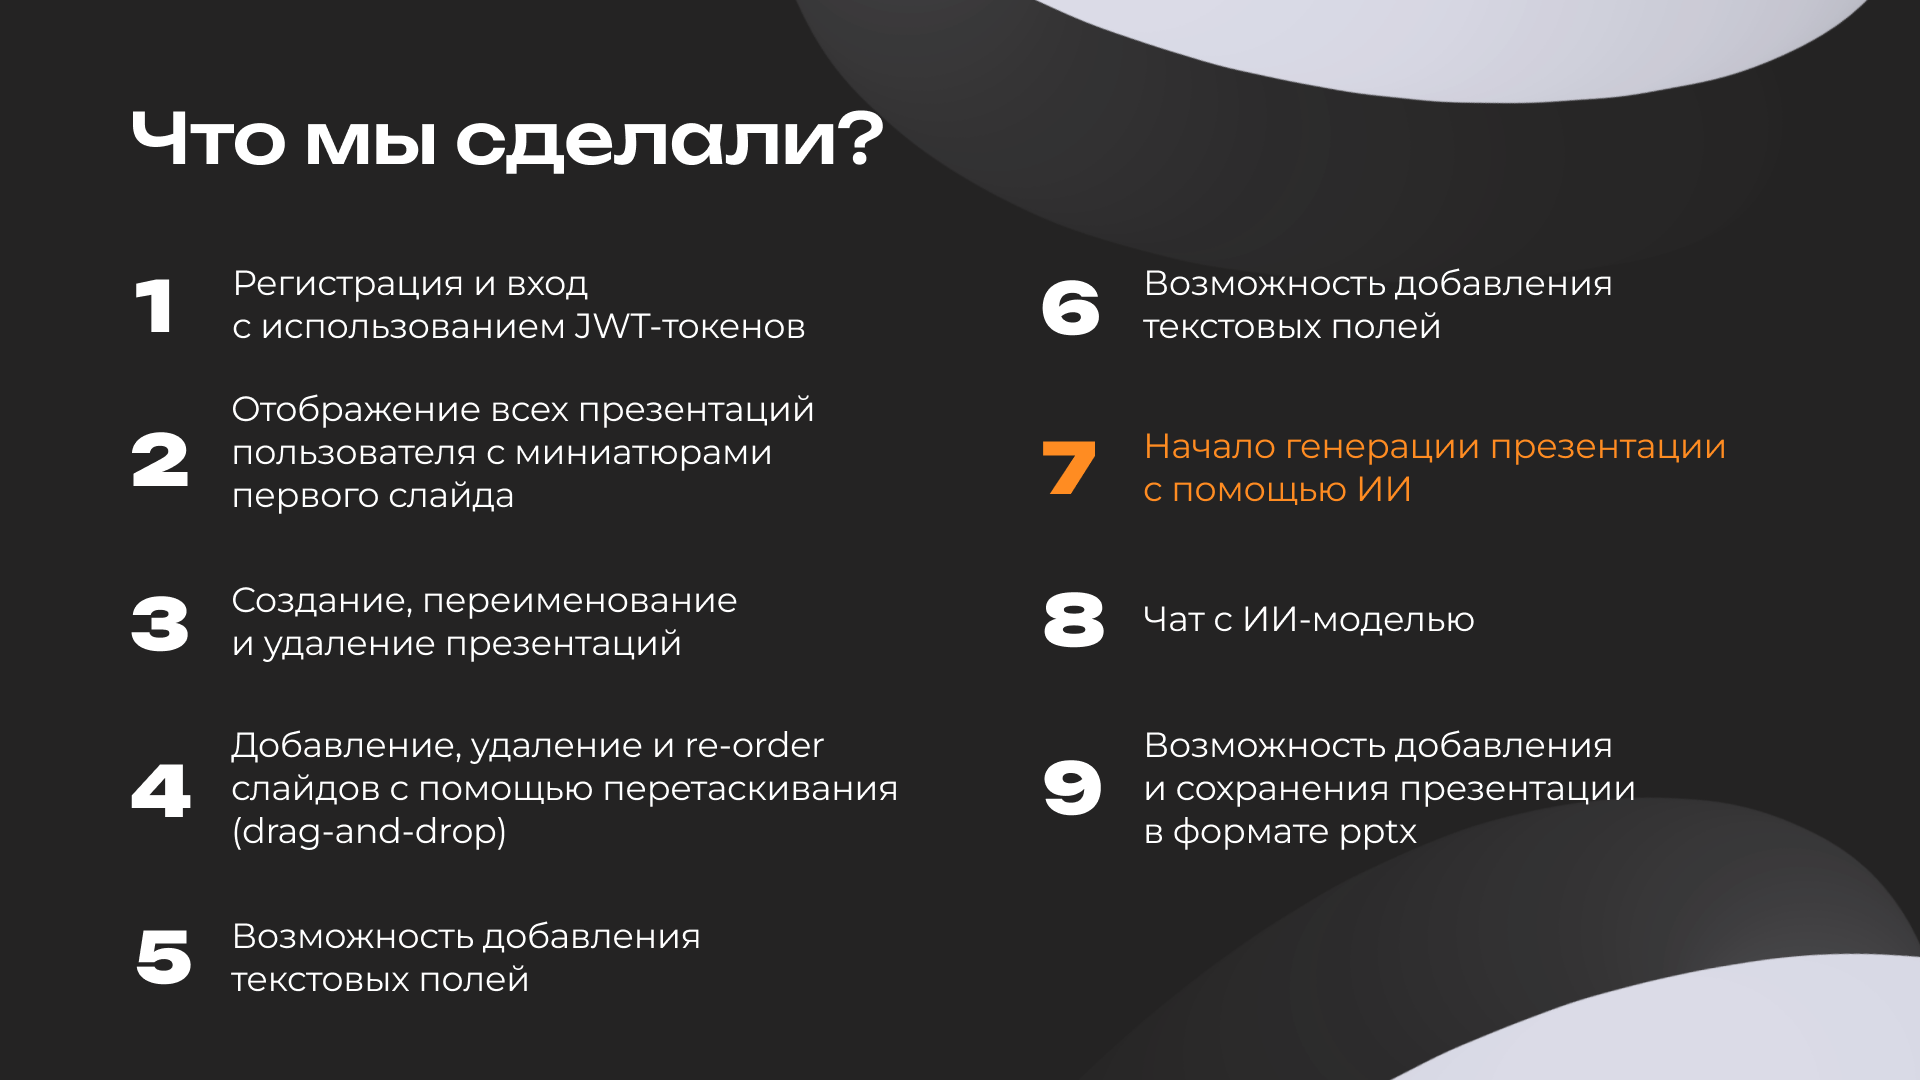 Что мы сделали?
1
Регистрация и вход
с использованием JWT-токенов
2
Отображение всех презентаций
пользователя с миниатюрами
первого слайда
3
Создание, переименование
и удаление презентаций
4
Добавление, удаление и re-order
слайдов с помощью перетаскивания
(drag-and-drop)
5
Возможность добавления
текстовых полей
6
Возможность добавления
текстовых полей
7
Начало генерации презентации
с помощью ИИ
8
Чат с ИИ-моделью
9
Возможность добавления
и сохранения презентации
в формате pptx